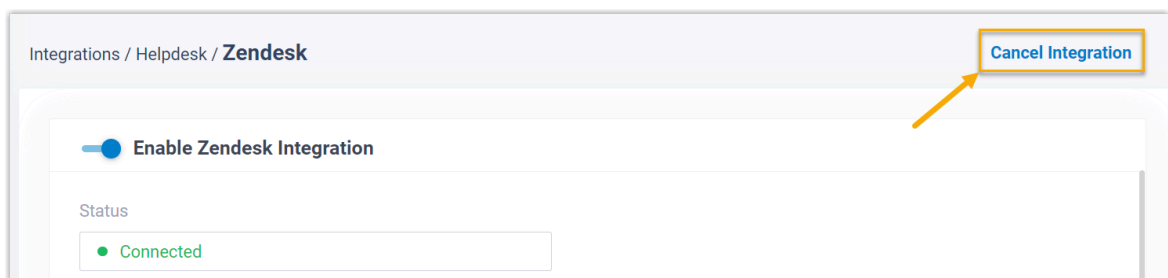 Integrations / Helpdesk / Zendesk
Cancel Integration
Enable Zendesk Integration
Status
Connected